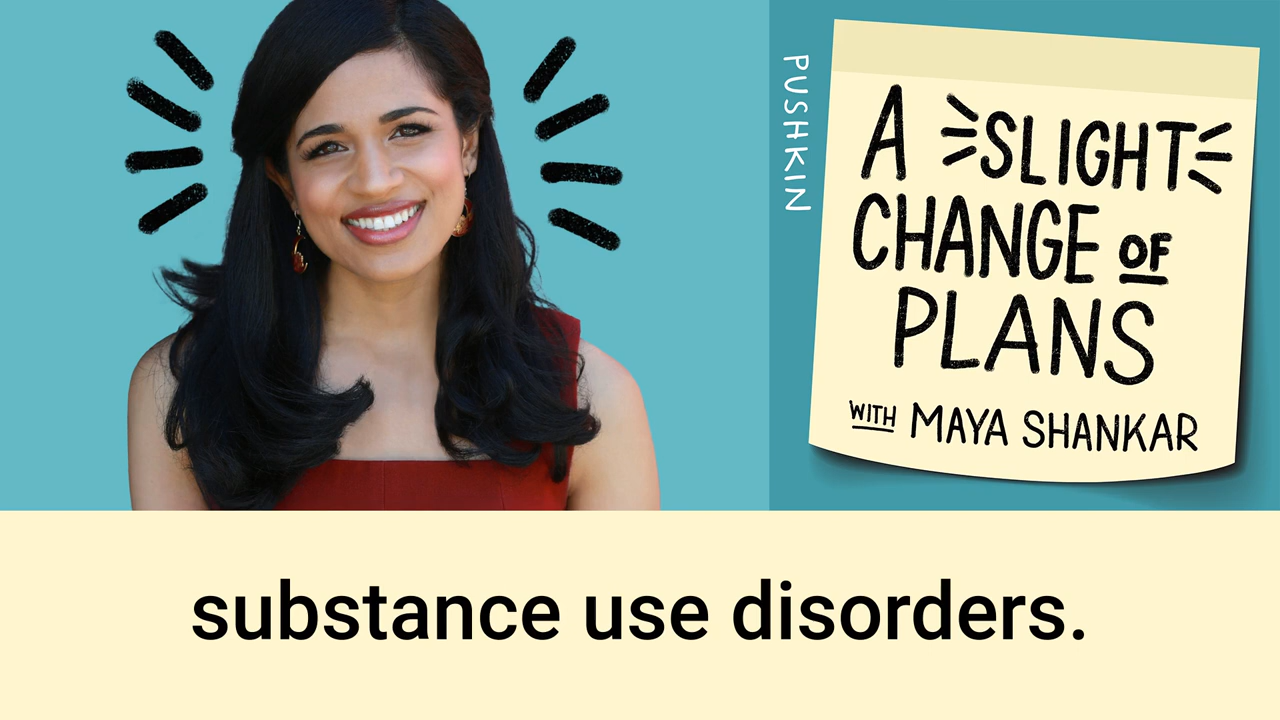 PUSHKIN
A SLIGHT
CHANGE OF
PLANS
WITH MAYA SHANKAR
substance use disorders.